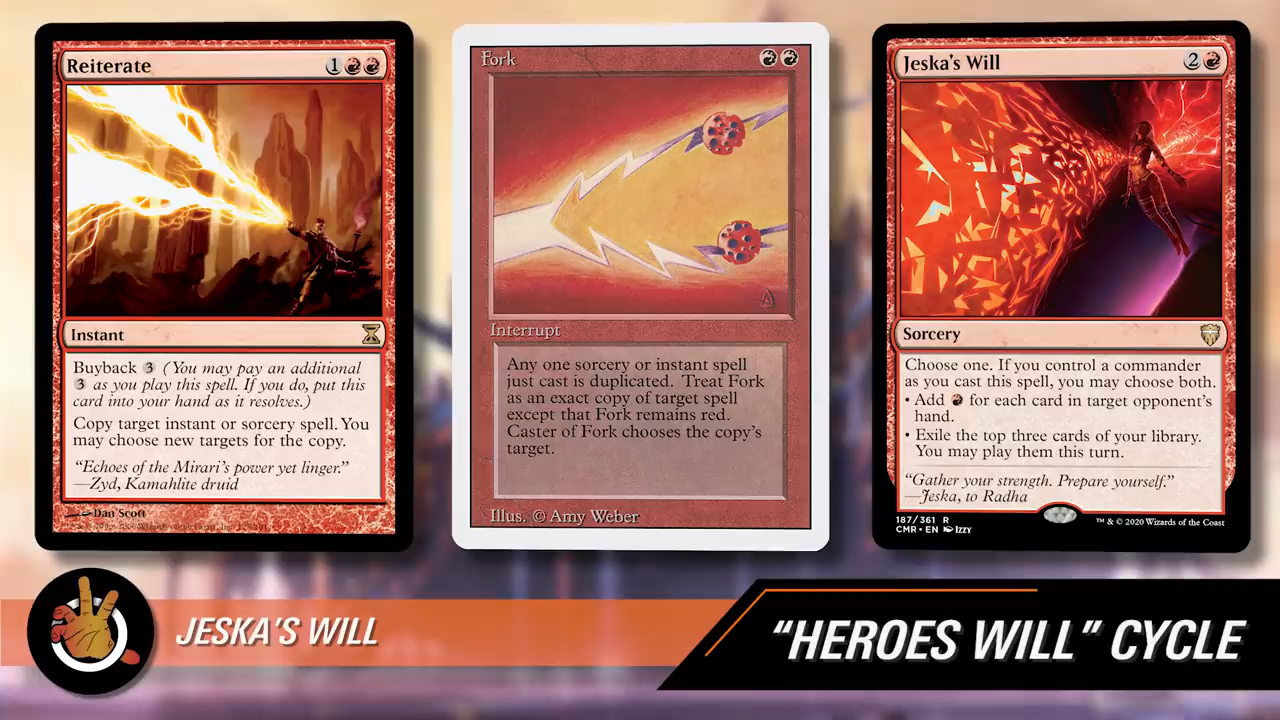 Reiterate 1
Instant
Buyback 3 (You may pay an additional
3 as you play this spell. If you do, put this
card into your hand as it resolves.)
Copy target instant or sorcery spell. You
may choose new targets for the copy.
“Echoes of the Mirari’s power yet linger.”
—Zyd, Kamahlite druid
Dan Scott
Fork
Interrupt
Any one sorcery or instant spell
just cast is duplicated. Treat Fork
as an exact copy of target spell
except that Fork remains red.
Caster of Fork chooses the copy's
target.
Illus. © Amy Weber
Jeska’s Will 2
Sorcery
Choose one. If you control a commander
as you cast this spell, you may choose both.
• Add for each card in target opponent’s
hand.
• Exile the top three cards of your library.
You may play them this turn.
“Gather your strength. Prepare yourself.”
—Jeska, to Radha
187/361 R
CMR • EN Izzy
™ & © 2020 Wizards of the Coast
JESKA'S WILL
“HEROES WILL” CYCLE